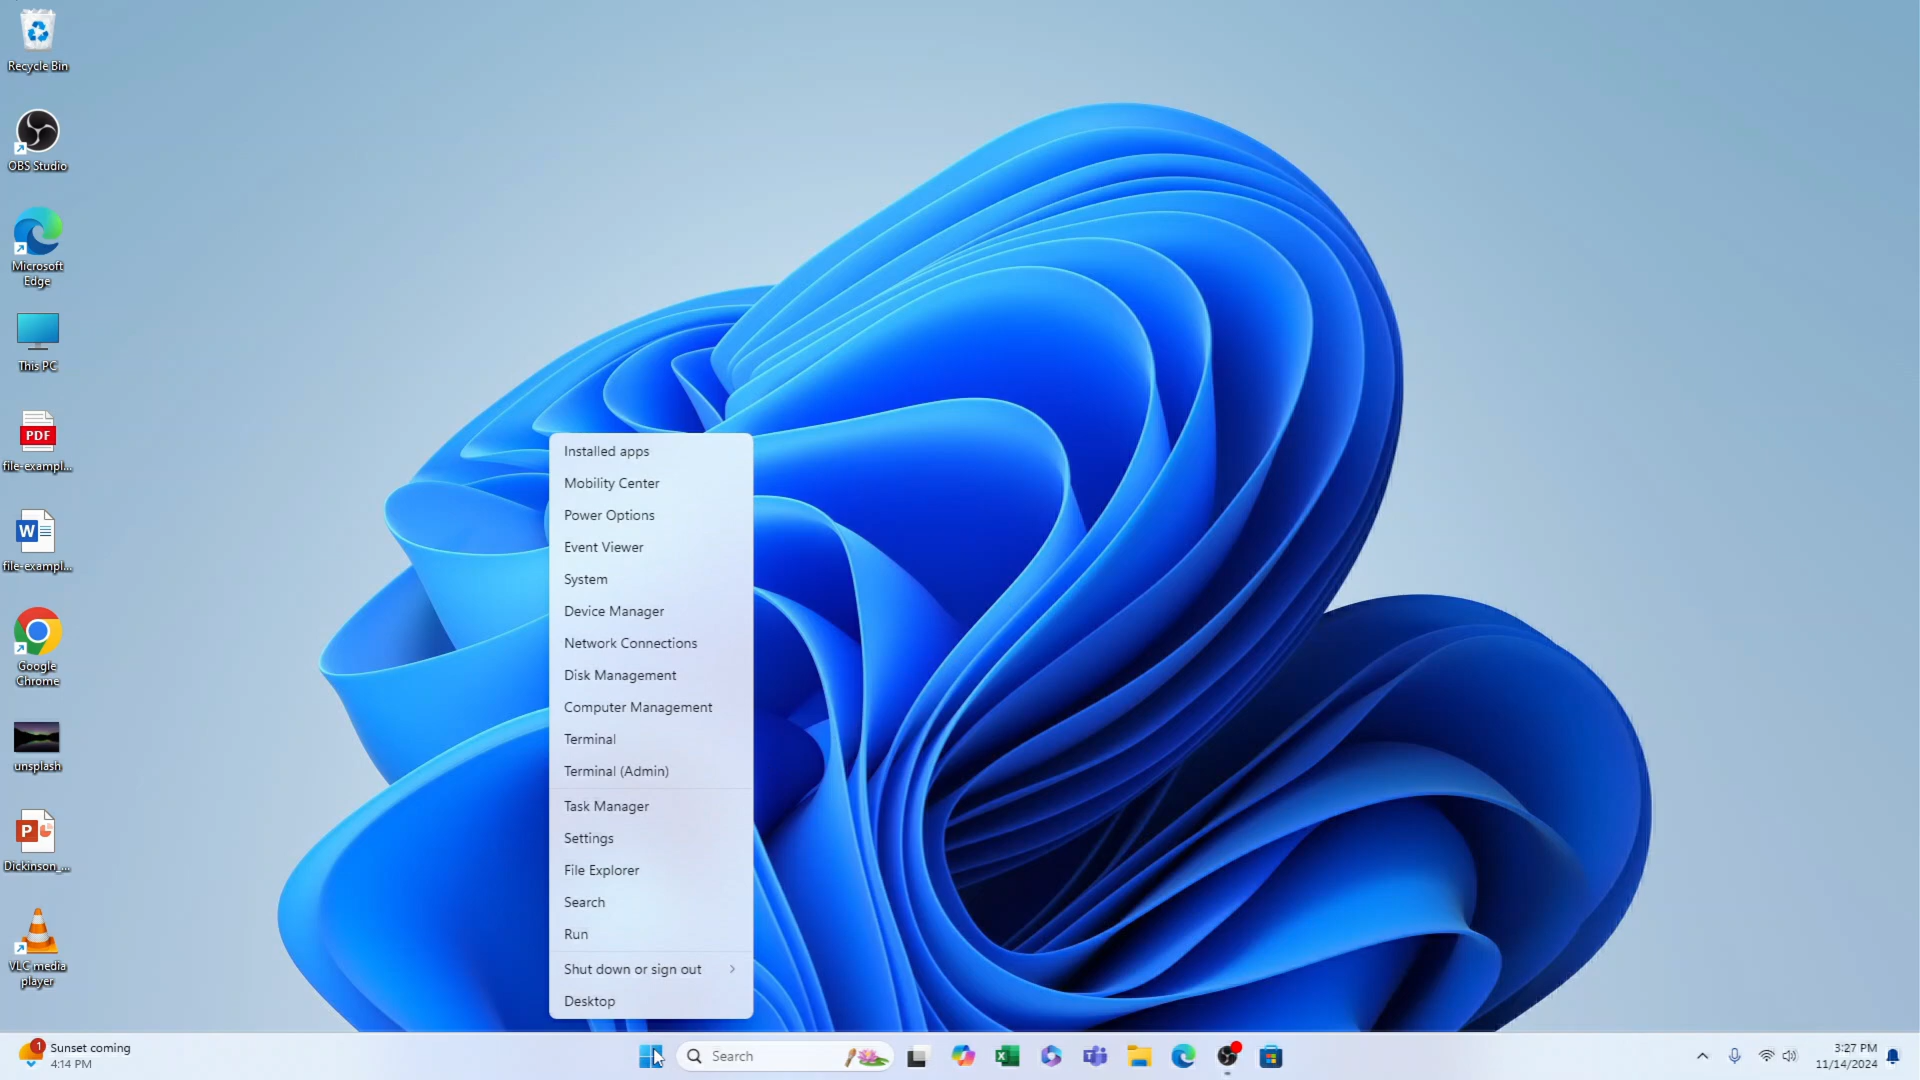 Recycle Bin
OBS Studio
Microsoft
Edge
This PC
PDF
file-exampl...
W
file-exampl...
Google
Chrome
unsplash
P
Dickinson_...
VLC media
player
Installed apps
Mobility Center
Power Options
Event Viewer
System
Device Manager
Network Connections
Disk Management
Computer Management
Terminal
Terminal (Admin)
Task Manager
Settings
File Explorer
Search
Run
Shut down or sign out
Desktop
1
Sunset coming
4:14 PM
Search
3:27 PM
11/14/2024